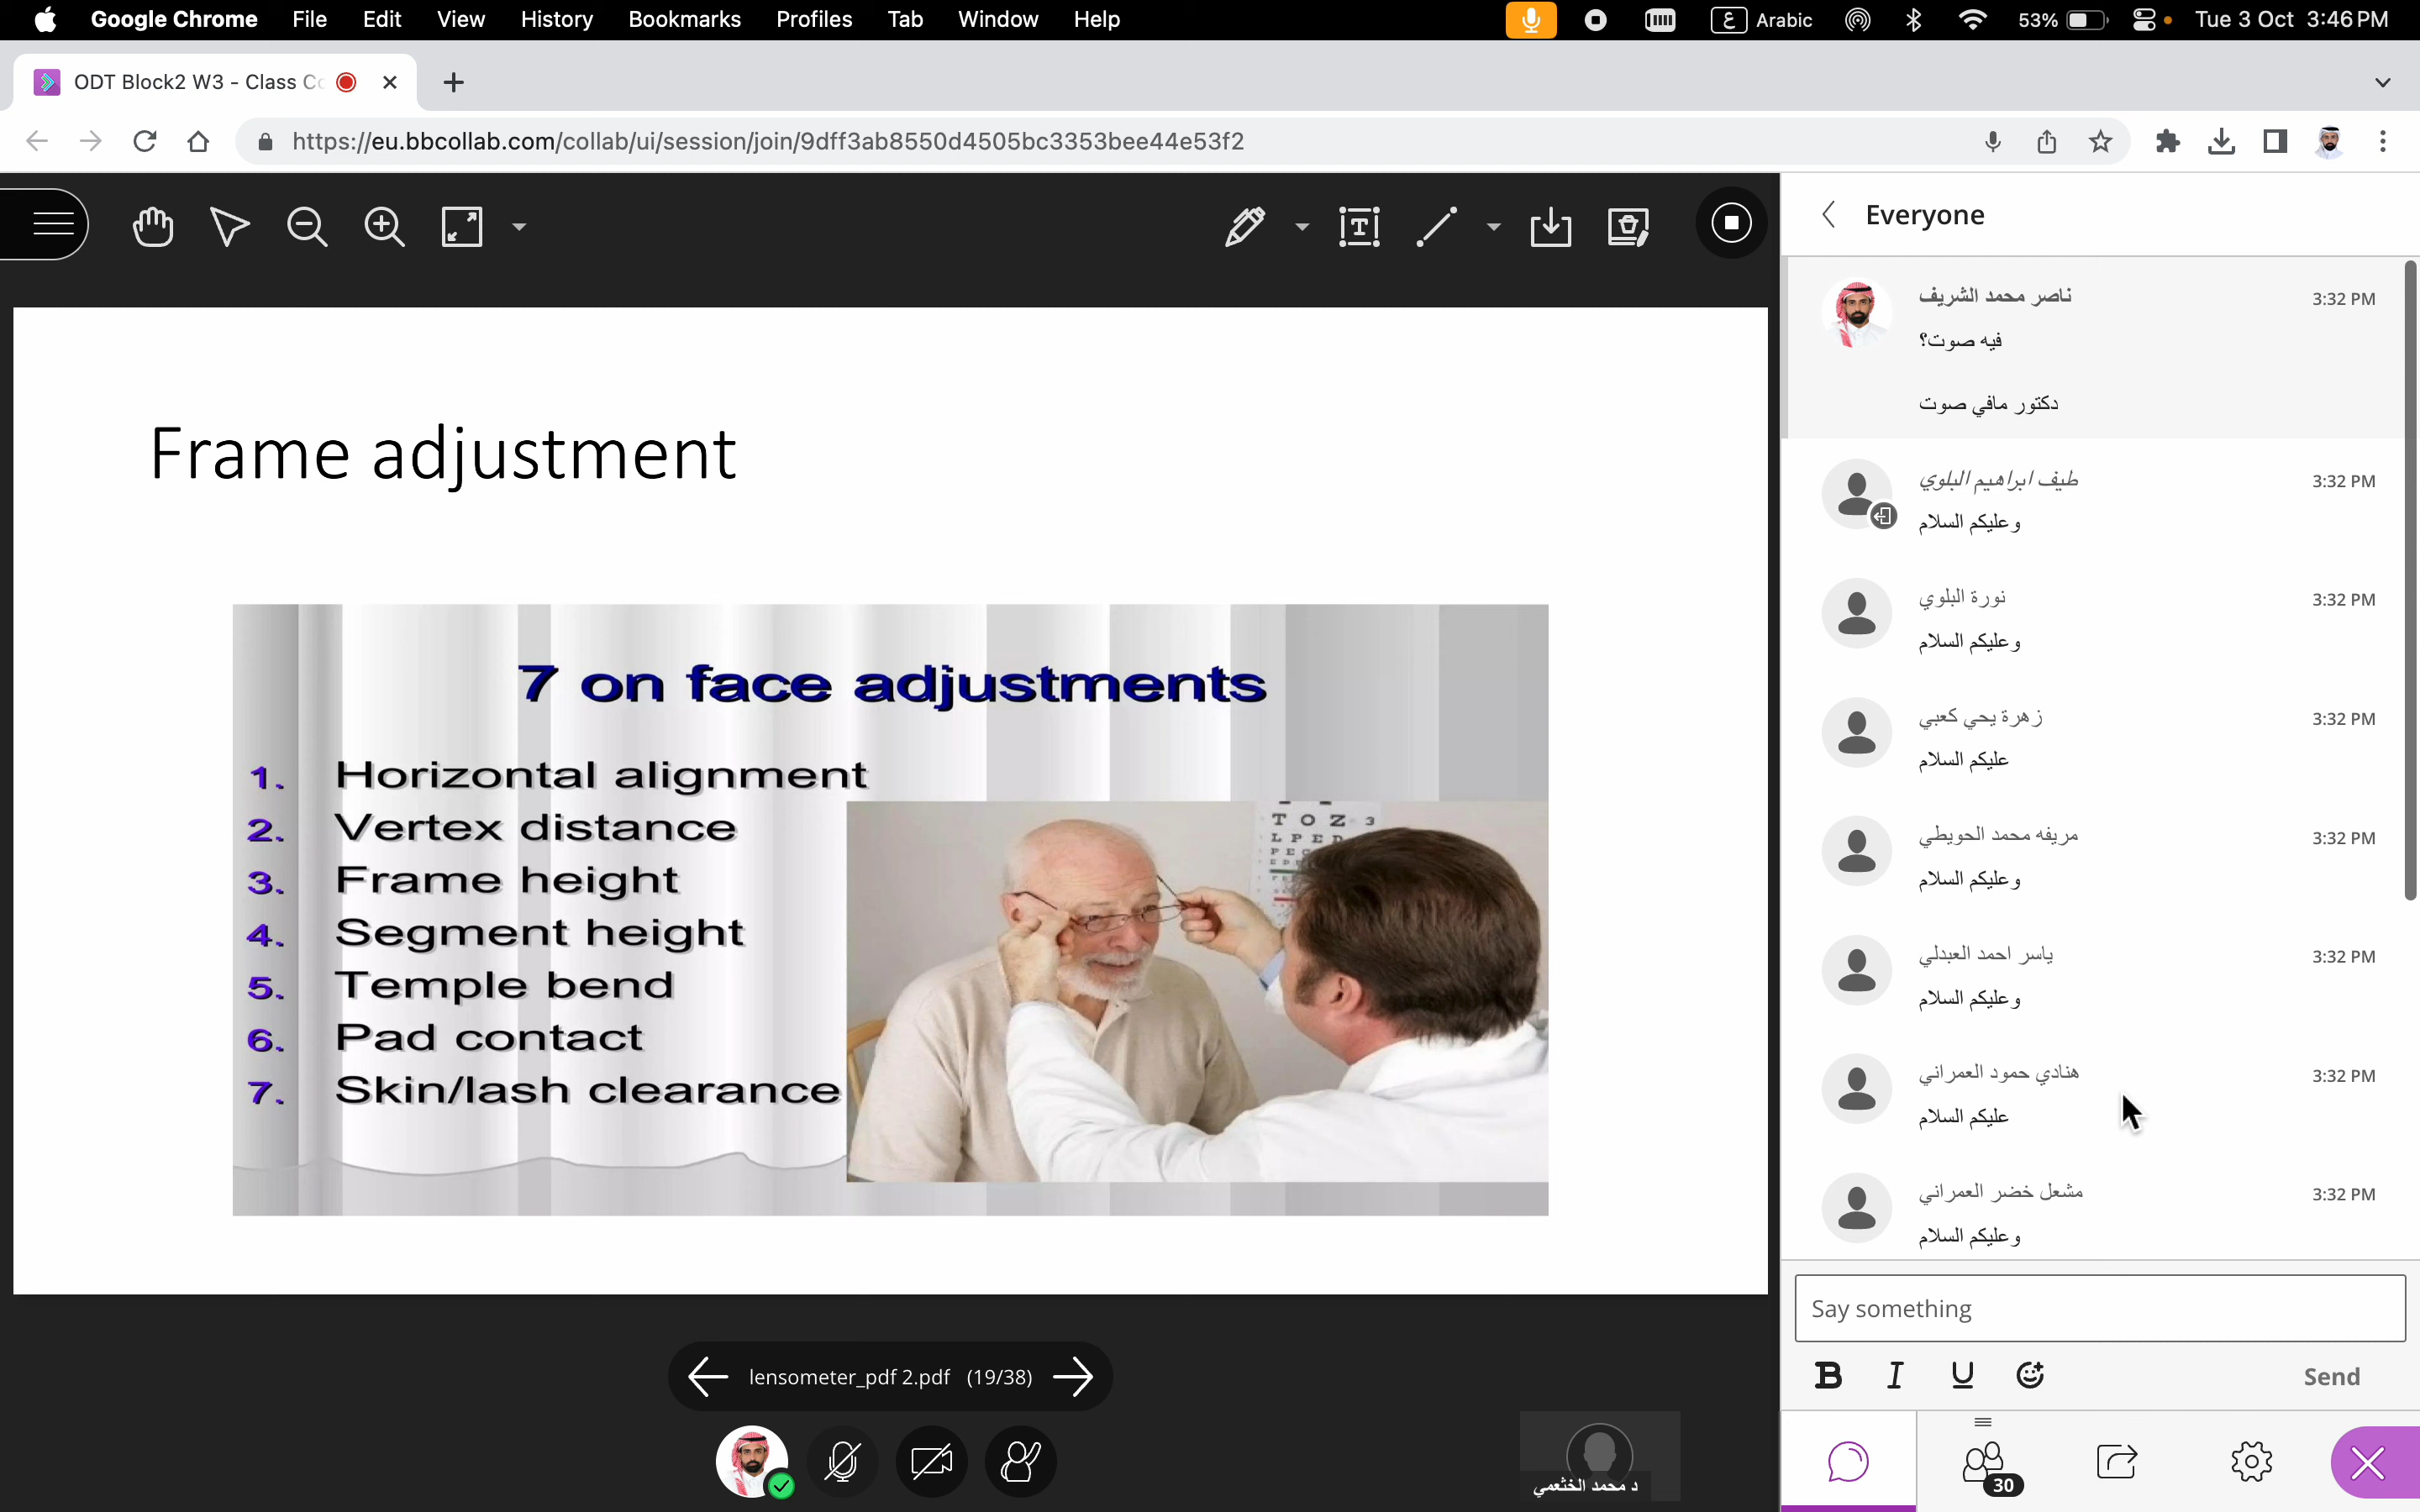 Google Chrome File Edit View History Bookmarks Profiles Tab Window Help ع Arabic 53% Tue 3 Oct 3:46 PM
ODT Block2 W3 - Class Co
https://eu.bbcollab.com/collab/ui/session/join/9dff3ab8550d4505bc3353bee44e53f2
Frame adjustment
7 on face adjustments
1. Horizontal alignment
2. Vertex distance
3. Frame height
4. Segment height
5. Temple bend
6. Pad contact
7. Skin/lash clearance
T O Z 3
L P E D
lensometer_pdf 2.pdf (19/38)
د محمد الخثعمي
Everyone
ناصر محمد الشريف 3:32 PM
فيه صوت؟
دكتور مافي صوت
طيف ابراهيم البلوي 3:32 PM
وعليكم السلام
نورة البلوي 3:32 PM
وعليكم السلام
زهرة يحي كعبي 3:32 PM
عليكم السلام
مريفه محمد الحويطي 3:32 PM
وعليكم السلام
ياسر احمد العبدلي 3:32 PM
وعليكم السلام
هنادي حمود العمراني 3:32 PM
عليكم السلام
مشعل خضر العمراني 3:32 PM
وعليكم السلام
Say something
B I U Send
30